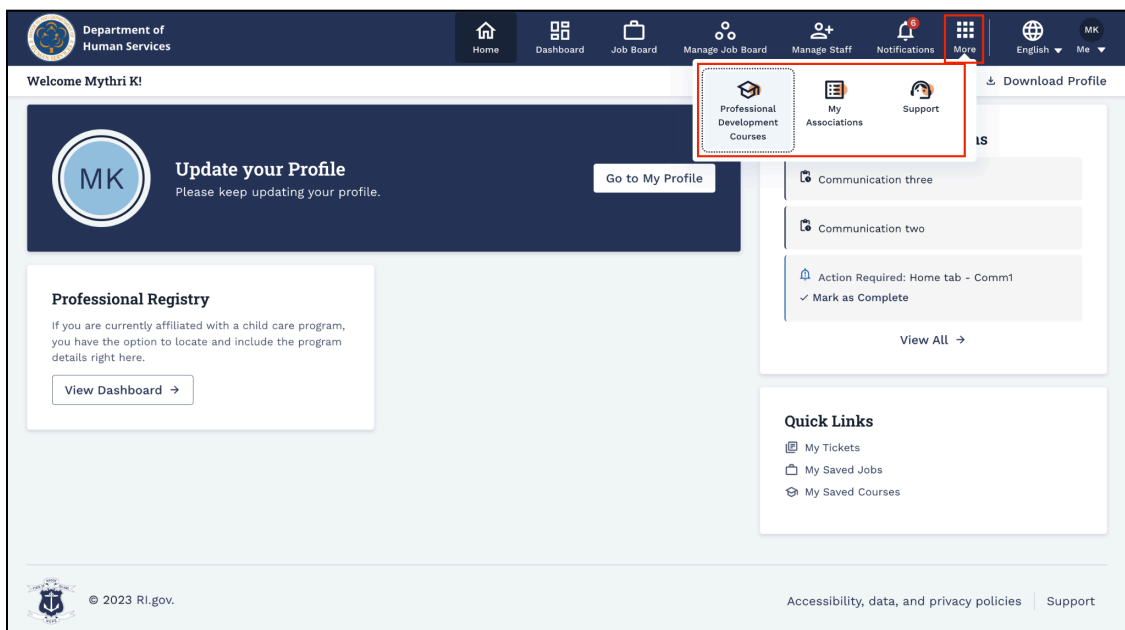 Department of
Human Services
Home
Dashboard
Job Board
Manage Job Board
Manage Staff
6
Notifications
More
English
MK
Me
Welcome Mythri K!
Download Profile
Professional
Development
Courses
My
Associations
Support
MK
Update your Profile
Please keep updating your profile.
Go to My Profile
Communication three
Communication two
Action Required: Home tab - Comm1
✓ Mark as Complete
View All →
Professional Registry
If you are currently affiliated with a child care program,
you have the option to locate and include the program
details right here.
View Dashboard →
Quick Links
My Tickets
My Saved Jobs
My Saved Courses
© 2023 RI.gov.
Accessibility, data, and privacy policies
Support